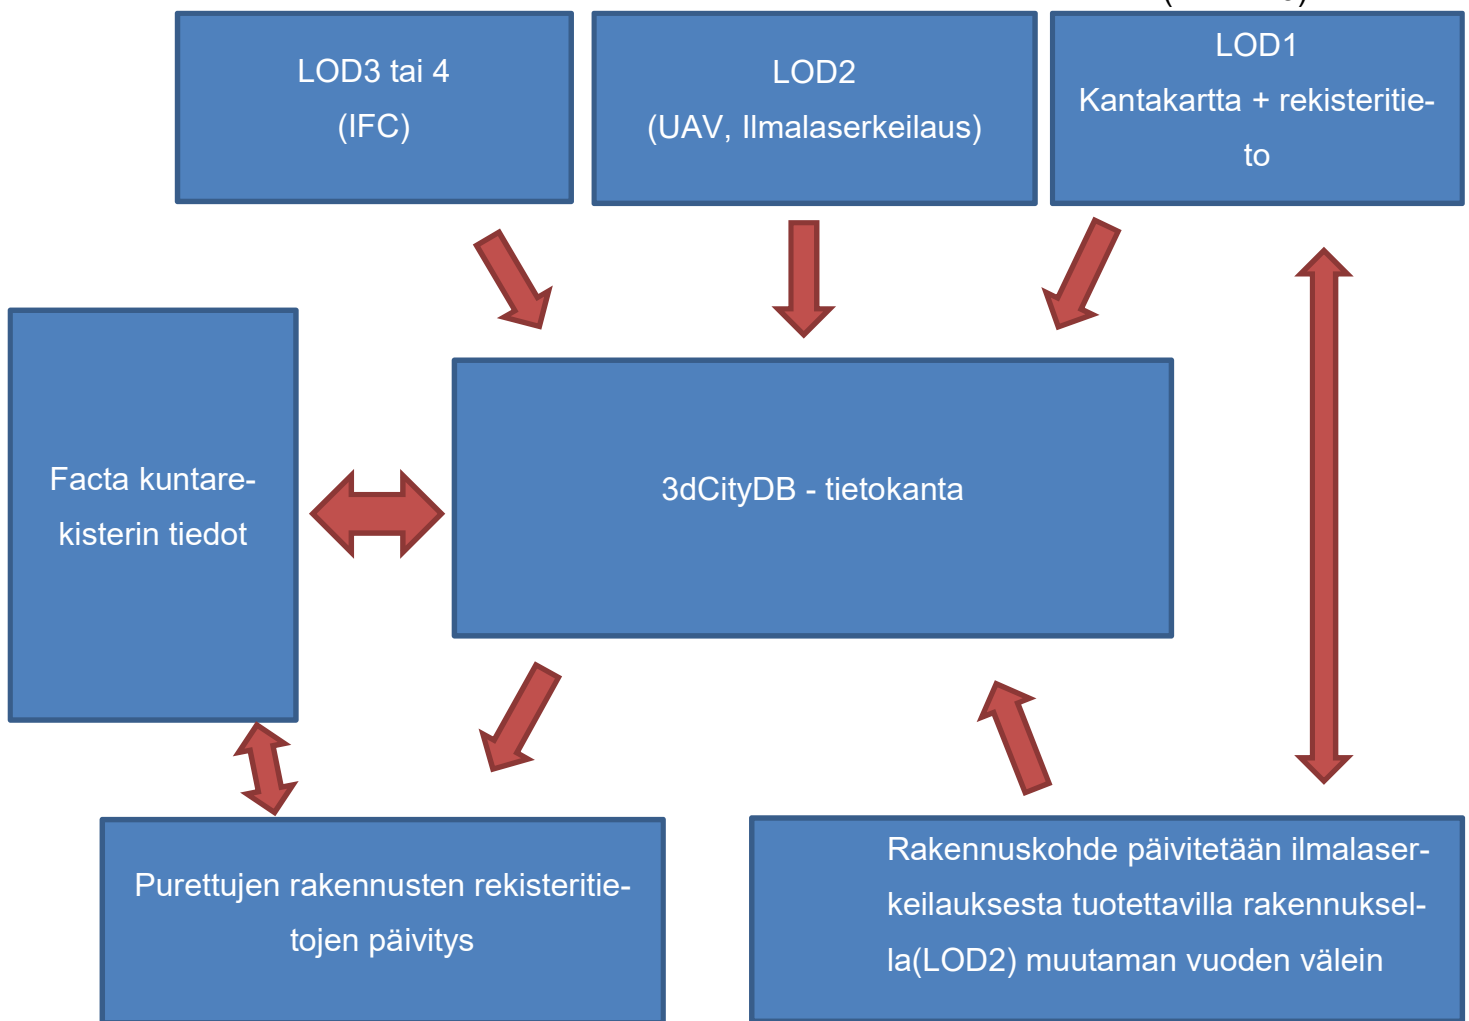 LOD3 tai 4
(IFC)
LOD2
(UAV, Ilmalaserkeilaus)
LOD1
Kantakartta + rekisteritie-
to
Facta kuntare-
kisterin tiedot
3dCityDB - tietokanta
Purettujen rakennusten rekisteritie-
tojen päivitys
Rakennuskohde päivitetään ilmalaser-
keilauksesta tuotettavilla rakennuksel-
la(LOD2) muutaman vuoden välein